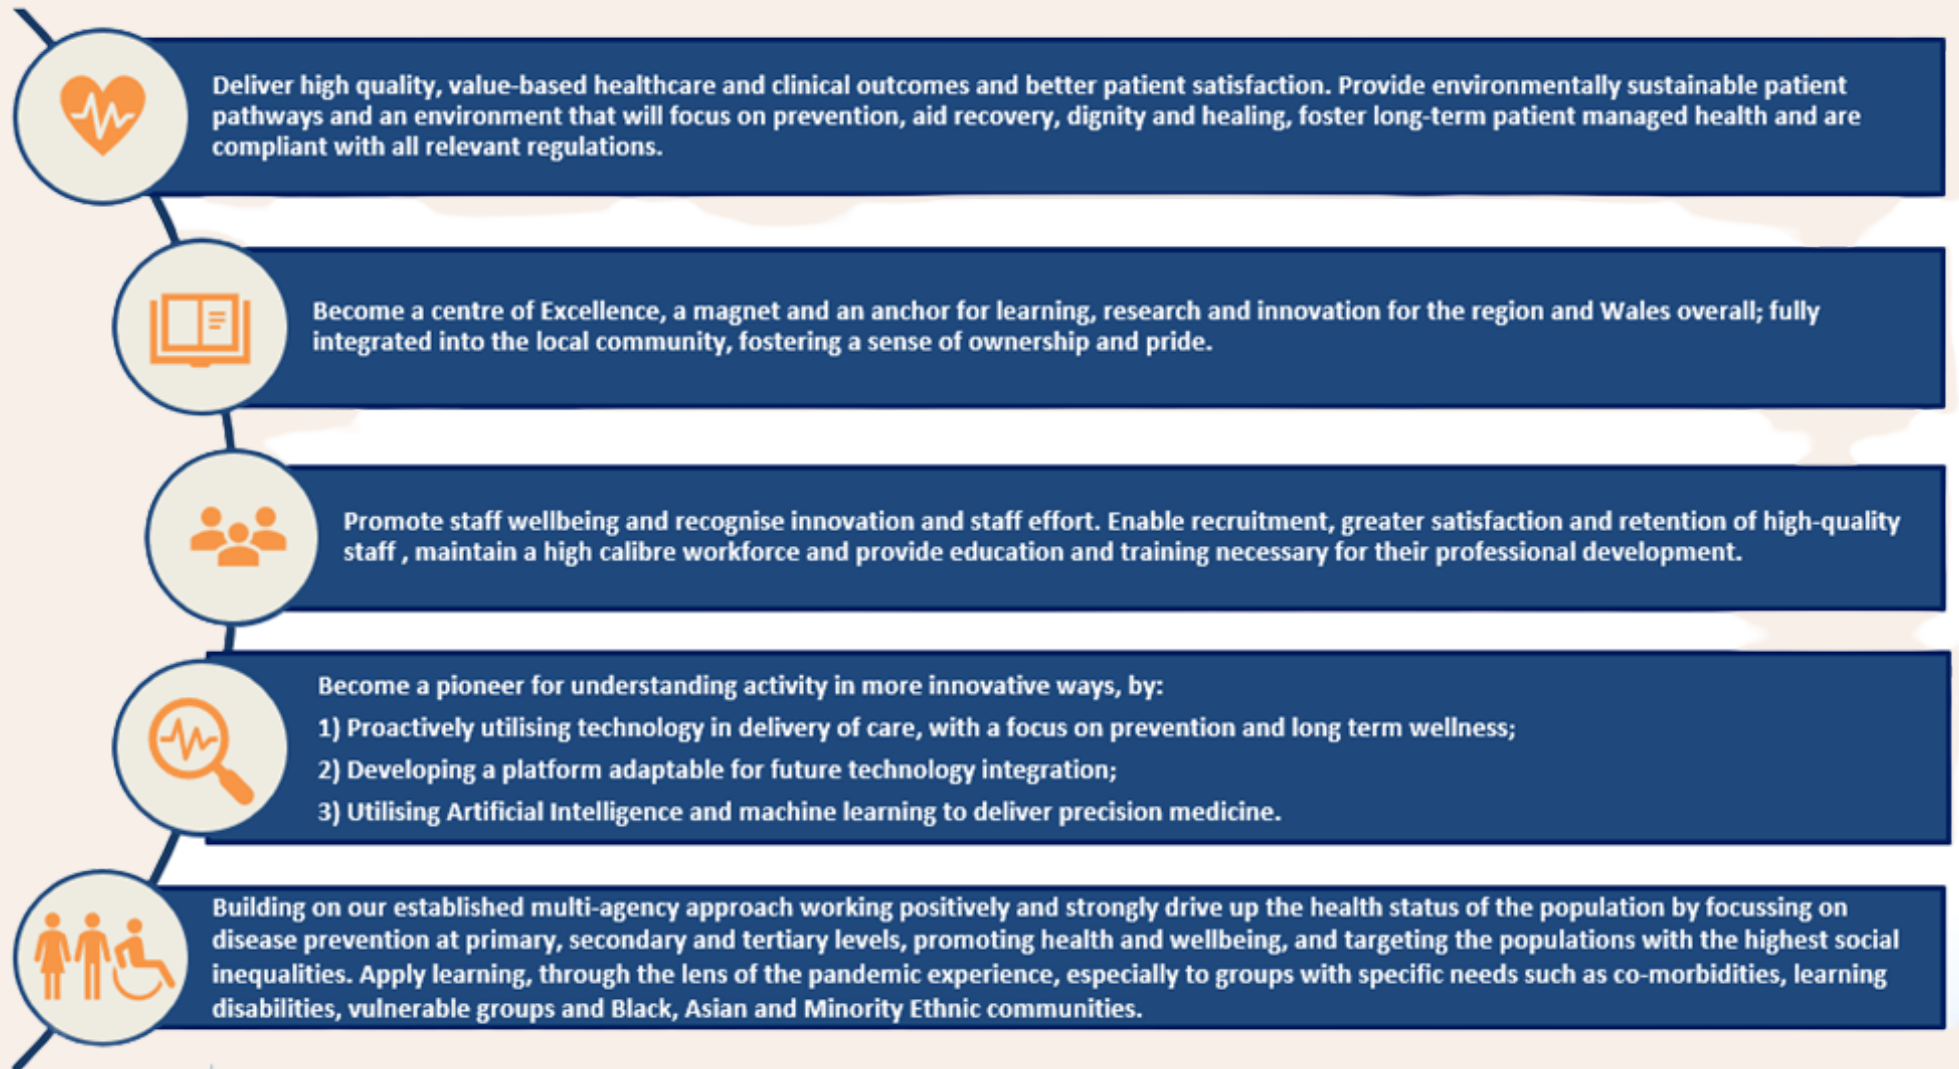 Deliver high quality, value-based healthcare and clinical outcomes and better patient satisfaction. Provide environmentally sustainable patient
pathways and an environment that will focus on prevention, aid recovery, dignity and healing, foster long-term patient managed health and are
compliant with all relevant regulations.
Become a centre of Excellence, a magnet and an anchor for learning, research and innovation for the region and Wales overall; fully
integrated into the local community, fostering a sense of ownership and pride.
Promote staff wellbeing and recognise innovation and staff effort. Enable recruitment, greater satisfaction and retention of high-quality
staff , maintain a high calibre workforce and provide education and training necessary for their professional development.
Become a pioneer for understanding activity in more innovative ways, by:
1) Proactively utilising technology in delivery of care, with a focus on prevention and long term wellness;
2) Developing a platform adaptable for future technology integration;
3) Utilising Artificial Intelligence and machine learning to deliver precision medicine.
Building on our established multi-agency approach working positively and strongly drive up the health status of the population by focussing on
disease prevention at primary, secondary and tertiary levels, promoting health and wellbeing, and targeting the populations with the highest social
inequalities. Apply learning, through the lens of the pandemic experience, especially to groups with specific needs such as co-morbidities, learning
disabilities, vulnerable groups and Black, Asian and Minority Ethnic communities.